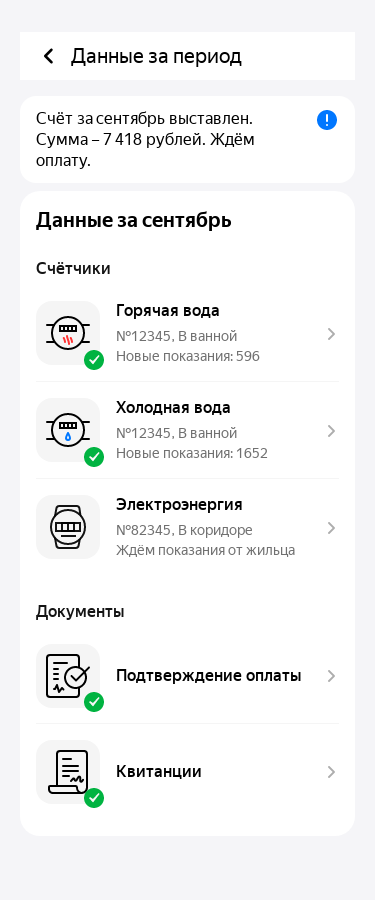 Данные за период
Счёт за сентябрь выставлен.
Сумма – 7 418 рублей. Ждём
оплату.
Данные за сентябрь
Счётчики
Горячая вода
№12345, В ванной
Новые показания: 596
Холодная вода
№12345, В ванной
Новые показания: 1652
Электроэнергия
№82345, В коридоре
Ждём показания от жильца
Документы
Подтверждение оплаты
Квитанции